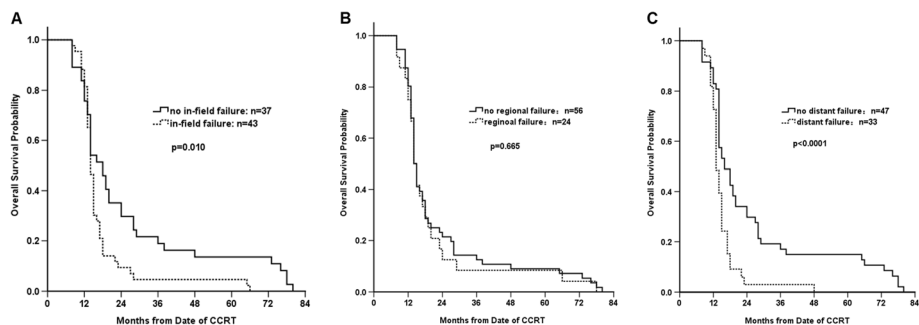 A
Overall Survival Probability
1.0
0.8
0.6
0.4
0.2
0.0
no in-field failure: n=37
in-field failure: n=43
p=0.010
0 12 24 36 48 60 72 84
Months from Date of CCRT
B
Overall Survival Probability
1.0
0.8
0.6
0.4
0.2
0.0
no regional failure: n=56
reginoal failure: n=24
p=0.665
0 12 24 36 48 60 72 84
Months from Date of CCRT
C
Overall Survival Probability
1.0
0.8
0.6
0.4
0.2
0.0
no distant failure: n=47
distant failure: n=33
p<0.0001
0 12 24 36 48 60 72 84
Months from Date of CCRT